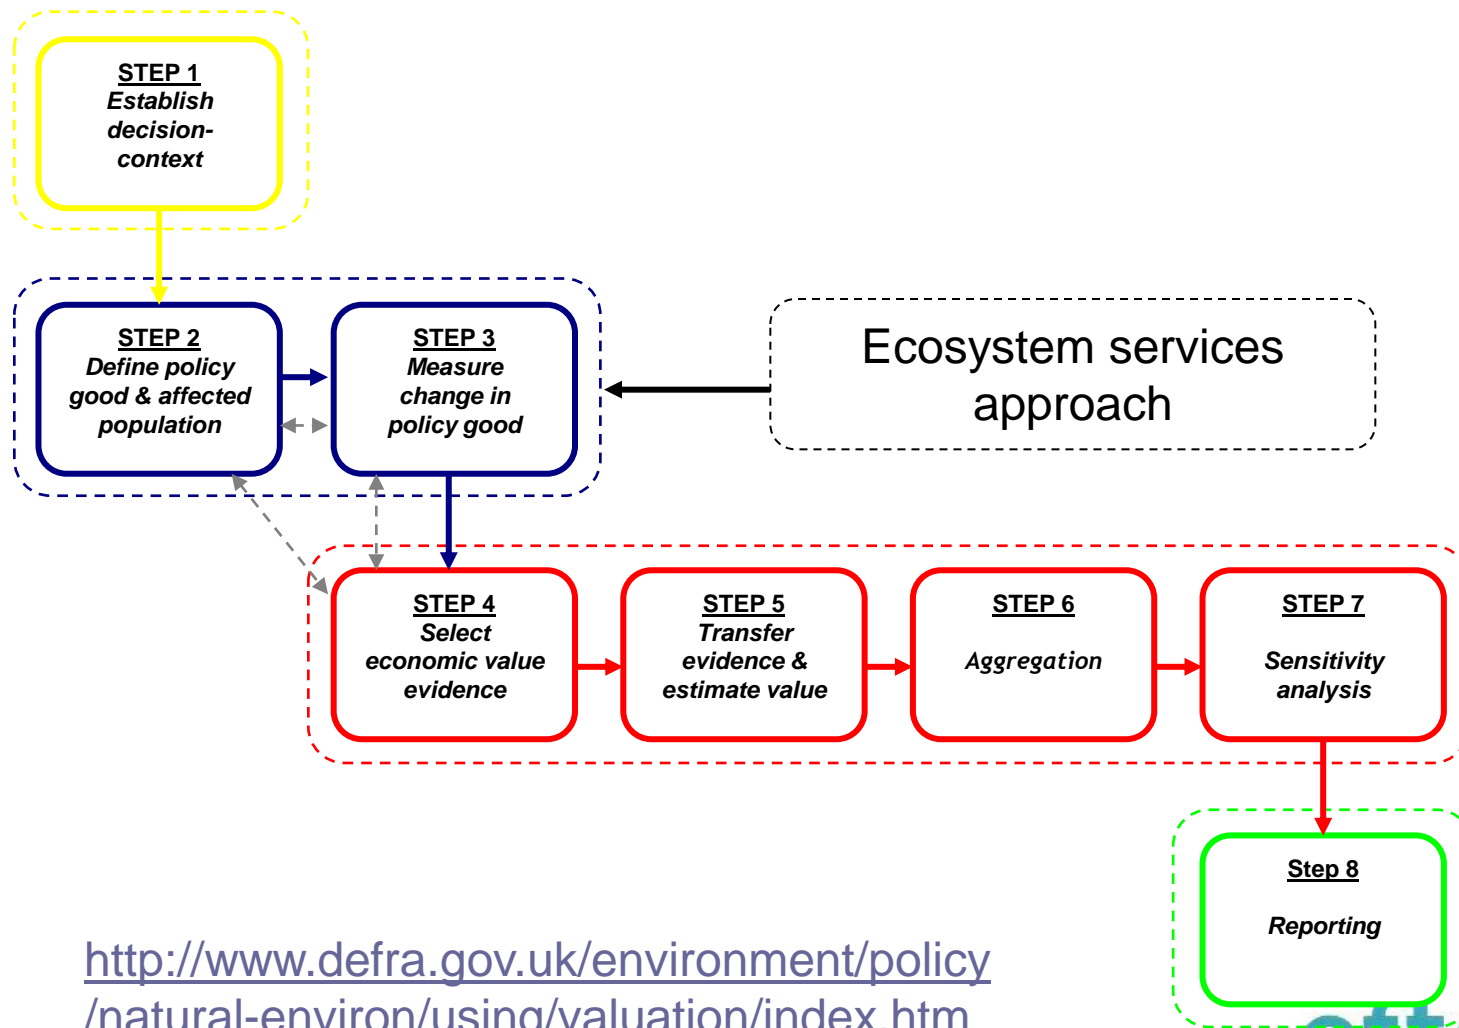 STEP 1
Establish
decision-
context
STEP 2
Define policy
good & affected
population
STEP 3
Measure
change in
policy good
Ecosystem services
approach
STEP 4
Select
economic value
evidence
STEP 5
Transfer
evidence &
estimate value
STEP 6
Aggregation
STEP 7
Sensitivity
analysis
Step 8
Reporting
http://www.defra.gov.uk/environment/policy
/natural-environ/using/valuation/index.htm